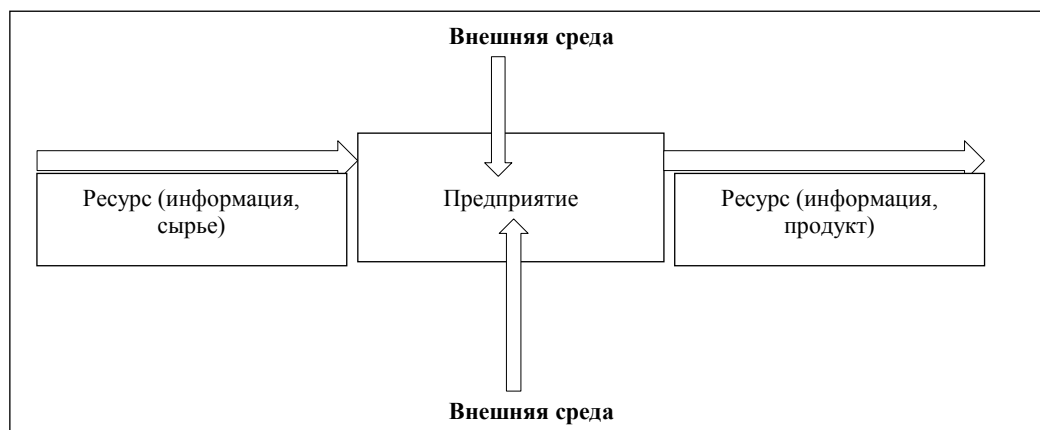 Внешняя среда
Ресурс (информация,
сырье)
Предприятие
Ресурс (информация,
продукт)
Внешняя среда